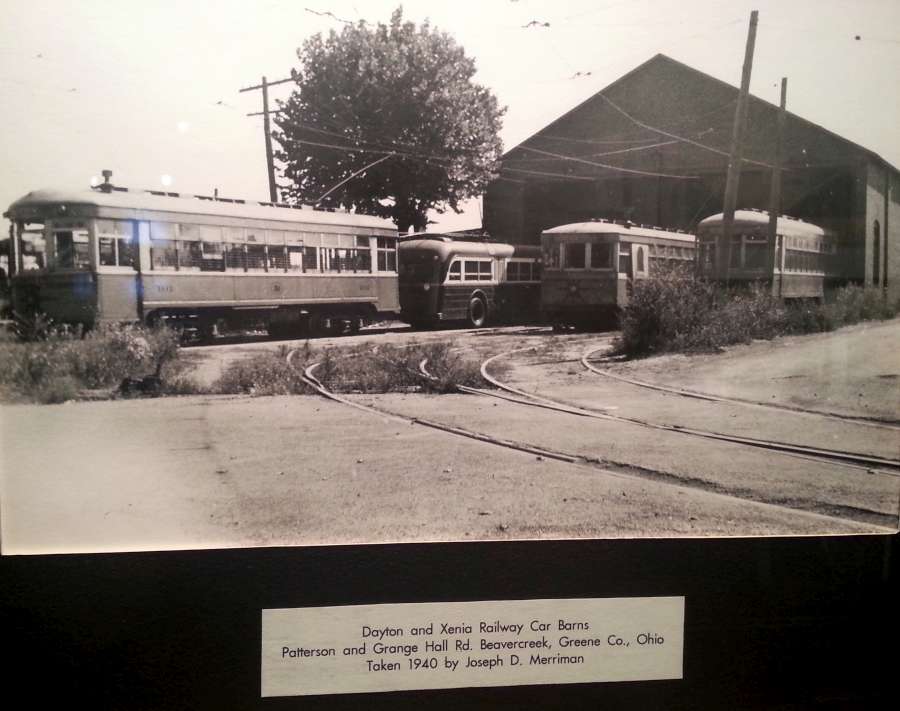 Dayton and Xenia Railway Car Barns
Patterson and Grange Hall Rd. Beavercreek, Greene Co., Ohio
Taken 1940 by Joseph D. Merriman